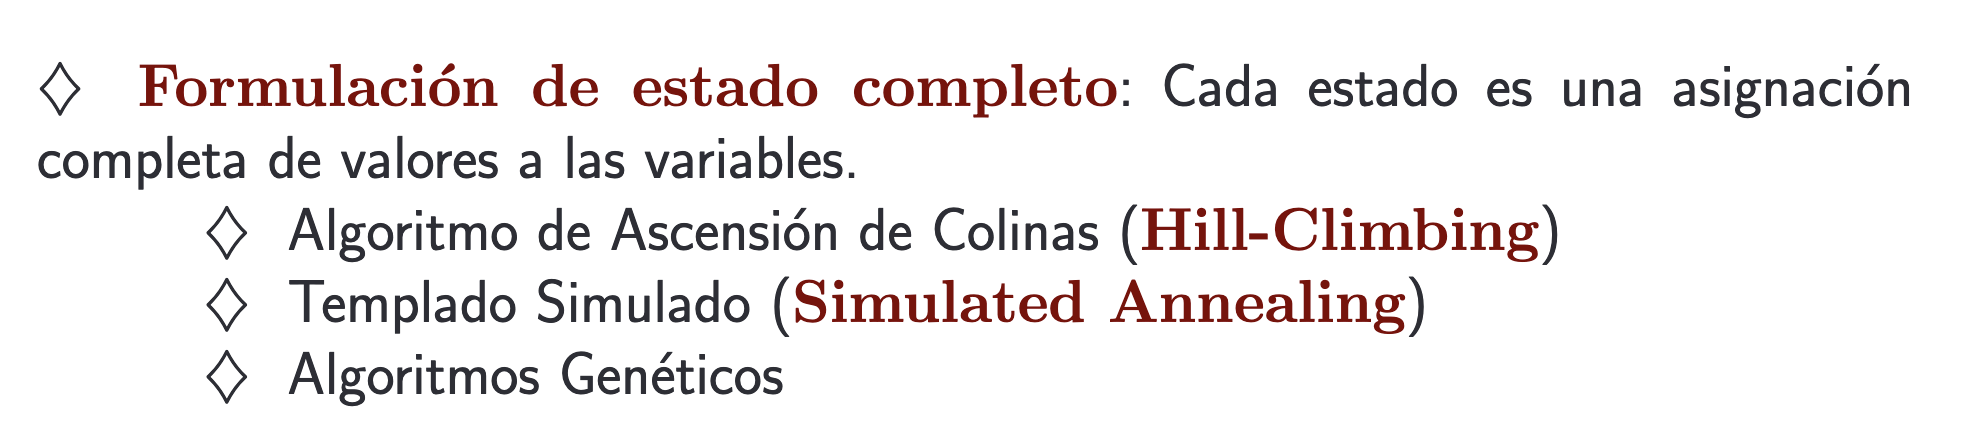 ♢ Formulación de estado completo: Cada estado es una asignación
completa de valores a las variables.
♢ Algoritmo de Ascensión de Colinas (Hill-Climbing)
♢ Templado Simulado (Simulated Annealing)
♢ Algoritmos Genéticos